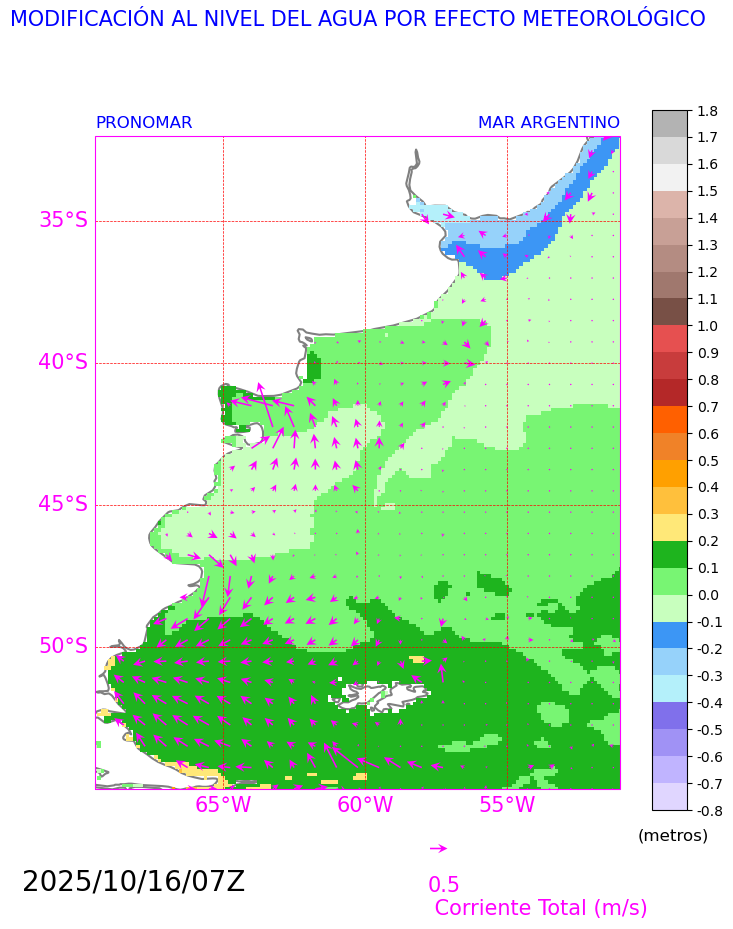 MODIFICACIÓN AL NIVEL DEL AGUA POR EFECTO METEOROLÓGICO
PRONOMAR
MAR ARGENTINO
35°S
40°S
45°S
50°S
65°W
60°W
55°W
1.8
1.7
1.6
1.5
1.4
1.3
1.2
1.1
1.0
0.9
0.8
0.7
0.6
0.5
0.4
0.3
0.2
0.1
0.0
-0.1
-0.2
-0.3
-0.4
-0.5
-0.6
-0.7
-0.8
(metros)
2025/10/16/07Z
0.5
Corriente Total (m/s)